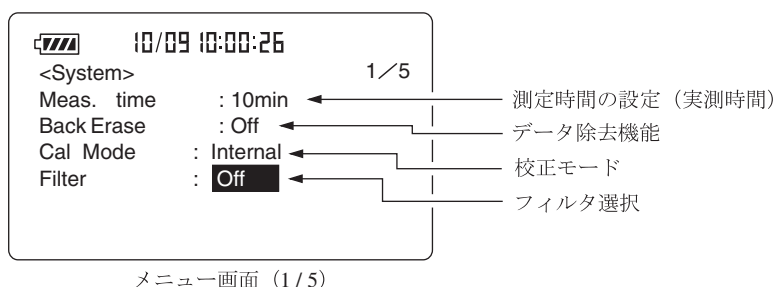 10/09 10:00:26
<System> 1／5
Meas. time : 10min
測定時間の設定（実測時間）
Back Erase : Off
データ除去機能
Cal Mode : Internal
校正モード
Filter : Off
フィルタ選択
メニュー画面（1 / 5）